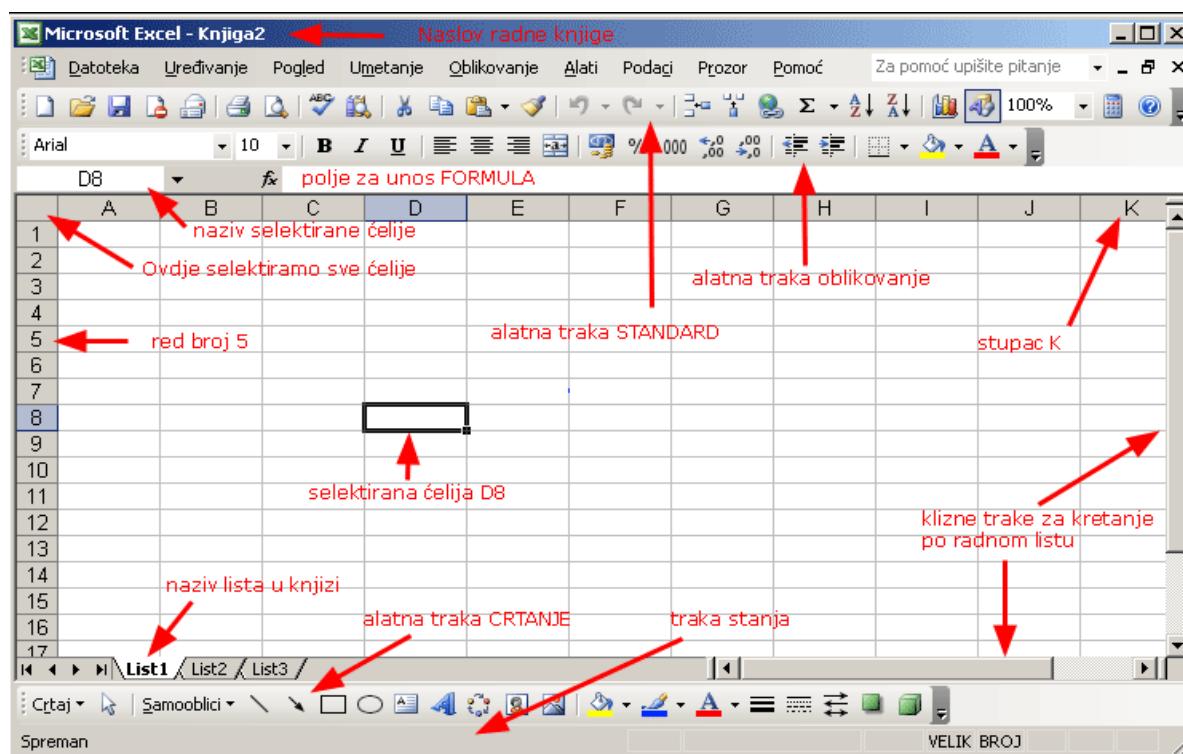 Microsoft Excel - Knjiga2 Naslov radne knjige
Datoteka Uređivanje Pogled Umetanje Oblikovanje Alati Podaci Prozor Pomoć Za pomoć upišite pitanje
100%
Arial 10 B I U % 000
D8 fx polje za unos FORMULA
A B C D E F G H I J K
naziv selektirane ćelije
1
Ovdje selektiramo sve ćelije
2
alatna traka oblikovanje
3
4
alatna traka STANDARD
5 red broj 5 stupac K
6
7
8
9
10
selektirana ćelija D8
11
12 klizne trake za kretanje
po radnom listu
13
14
naziv lista u knjizi
15
alatna traka CRTANJE traka stanja
16
17
List1 List2 List3
Crtaj Samooblici
Spreman VELIK BROJ